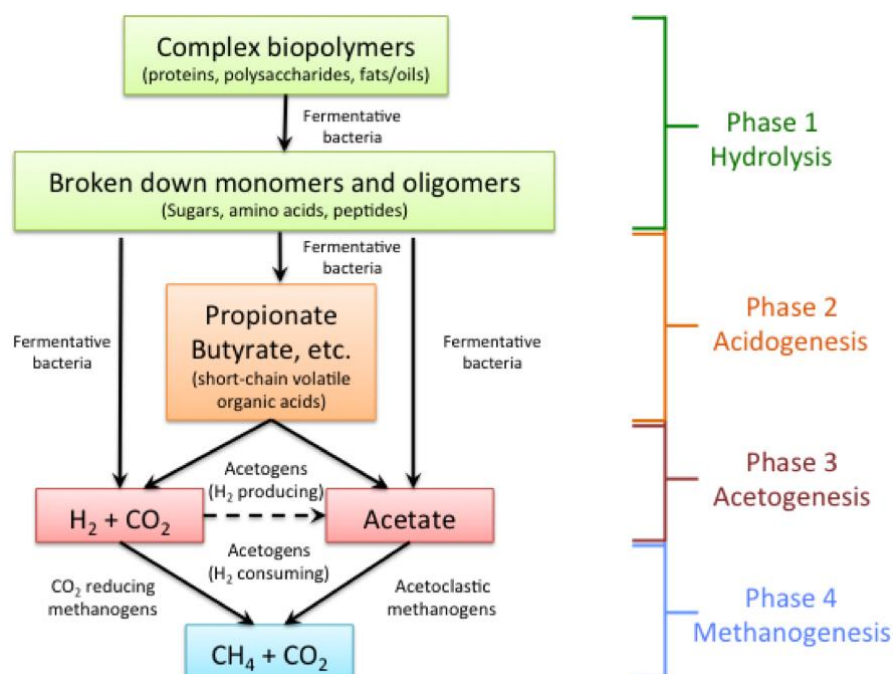 Complex biopolymers
(proteins, polysaccharides, fats/oils)
Fermentative
bacteria
Broken down monomers and oligomers
(Sugars, amino acids, peptides)
Fermentative
bacteria
Propionate
Butyrate, etc.
(short-chain volatile
organic acids)
Fermentative
bacteria
Fermentative
bacteria
Acetogens
(H₂ producing)
H₂ + CO₂
Acetate
Acetogens
(H₂ consuming)
CO₂ reducing
methanogens
Acetoclastic
methanogens
CH₄ + CO₂
Phase 1
Hydrolysis
Phase 2
Acidogenesis
Phase 3
Acetogenesis
Phase 4
Methanogenesis